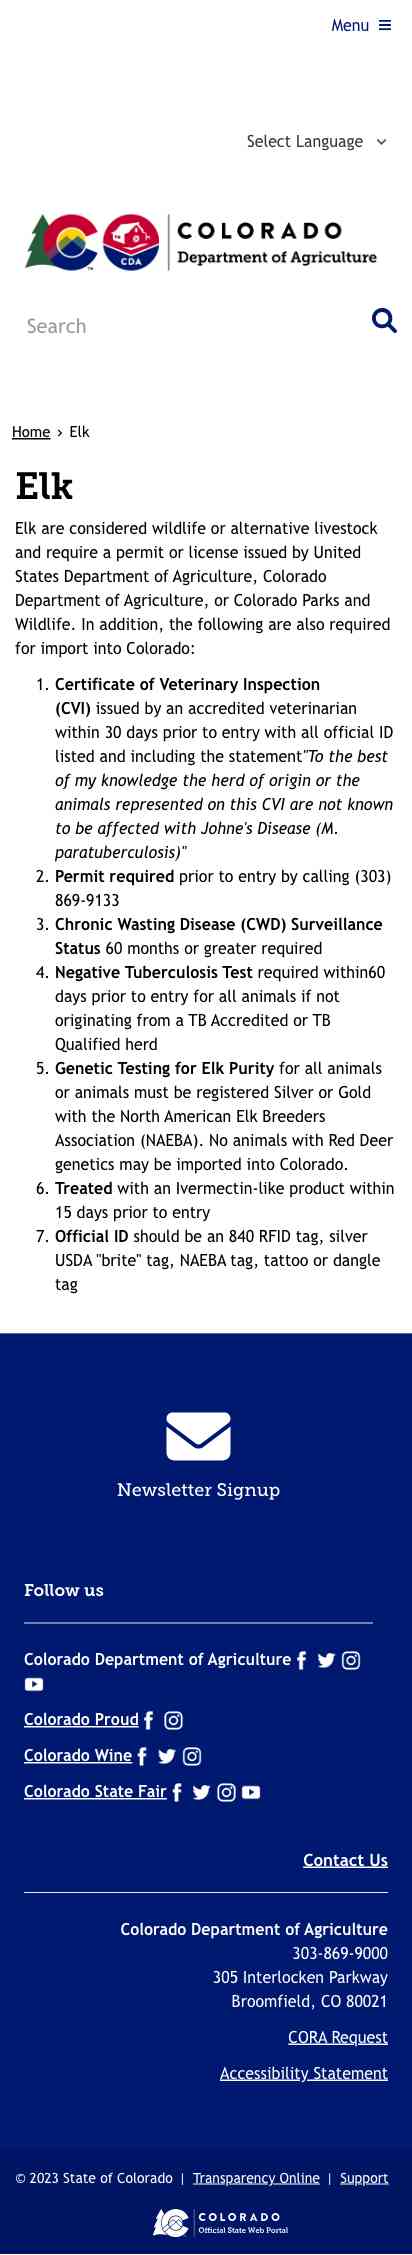 Menu
Select Language
CDA
COLORADO
Department of Agriculture
TM
Search
Home › Elk
Elk
Elk are considered wildlife or alternative livestock
and require a permit or license issued by United
States Department of Agriculture, Colorado
Department of Agriculture, or Colorado Parks and
Wildlife. In addition, the following are also required
for import into Colorado:
1. Certificate of Veterinary Inspection
(CVI) issued by an accredited veterinarian
within 30 days prior to entry with all official ID
listed and including the statement"To the best
of my knowledge the herd of origin or the
animals represented on this CVI are not known
to be affected with Johne's Disease (M.
paratuberculosis)"
2. Permit required prior to entry by calling (303)
869-9133
3. Chronic Wasting Disease (CWD) Surveillance
Status 60 months or greater required
4. Negative Tuberculosis Test required within60
days prior to entry for all animals if not
originating from a TB Accredited or TB
Qualified herd
5. Genetic Testing for Elk Purity for all animals
or animals must be registered Silver or Gold
with the North American Elk Breeders
Association (NAEBA). No animals with Red Deer
genetics may be imported into Colorado.
6. Treated with an Ivermectin-like product within
15 days prior to entry
7. Official ID should be an 840 RFID tag, silver
USDA "brite" tag, NAEBA tag, tattoo or dangle
tag
Newsletter Signup
Follow us
Colorado Department of Agriculture
Colorado Proud
Colorado Wine
Colorado State Fair
Contact Us
Colorado Department of Agriculture
303-869-9000
305 Interlocken Parkway
Broomfield, CO 80021
CORA Request
Accessibility Statement
© 2023 State of Colorado | Transparency Online | Support
COLORADO
Official State Web Portal